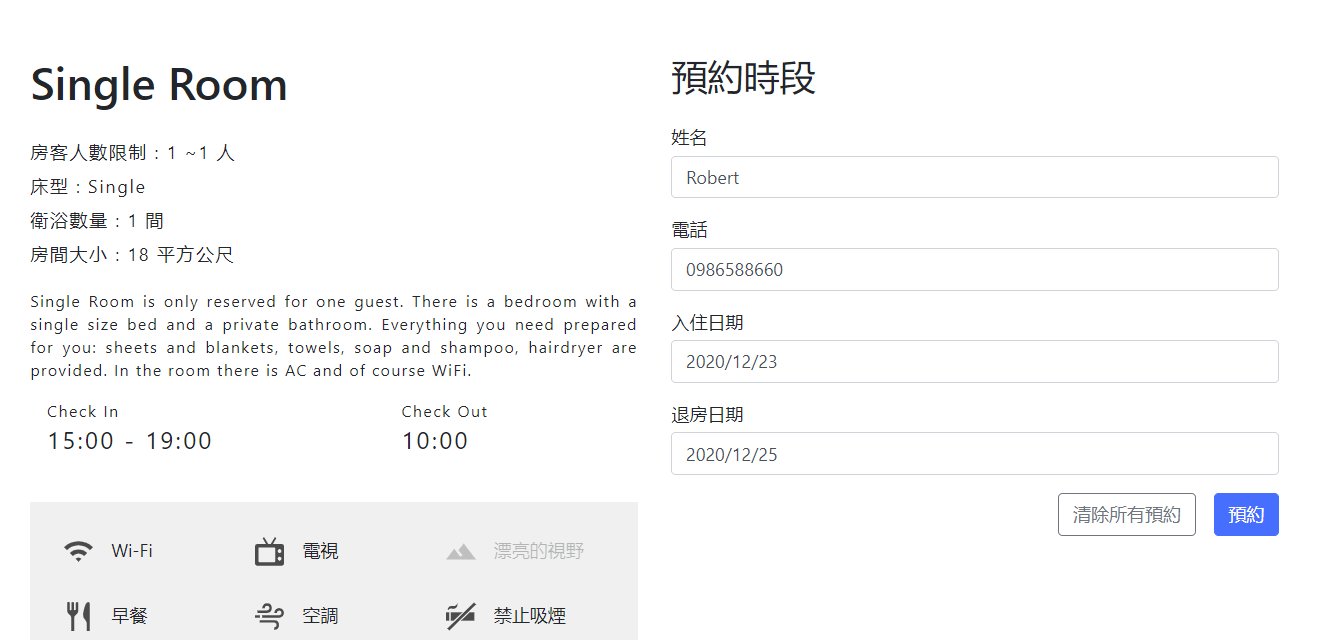 Single Room
房客人數限制：1 ~1 人
床型：Single
衛浴數量：1 間
房間大小：18 平方公尺
Single Room is only reserved for one guest. There is a bedroom with a
single size bed and a private bathroom. Everything you need prepared
for you: sheets and blankets, towels, soap and shampoo, hairdryer are
provided. In the room there is AC and of course WiFi.
Check In
Check Out
15:00 - 19:00
10:00
Wi-Fi
電視
漂亮的視野
早餐
空調
禁止吸煙
預約時段
姓名
Robert
電話
0986588660
入住日期
2020/12/23
退房日期
2020/12/25
清除所有預約
預約